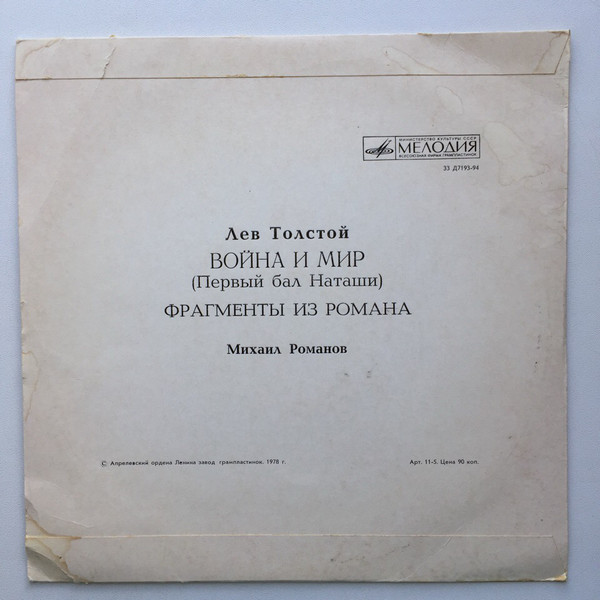 МИНИСТЕРСТВО КУЛЬТУРЫ СССР
МЕЛОДИЯ
ВСЕСОЮЗНАЯ ФИРМА ГРАМПЛАСТИНОК
33 Д7193-94
Лев Толстой
ВОЙНА И МИР
(Первый бал Наташи)
ФРАГМЕНТЫ ИЗ РОМАНА
Михаил Романов
© Апрелевский ордена Ленина завод грампластинок, 1978 г.
Арт. 11-5. Цена 90 коп.